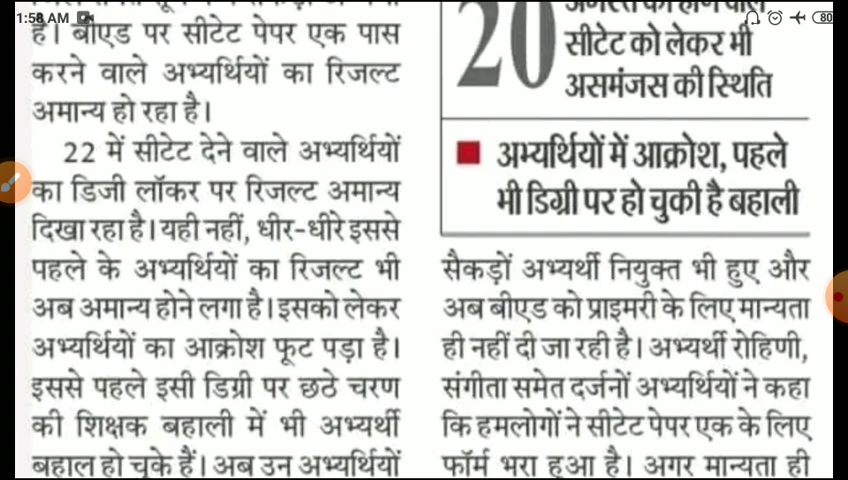 1:58 AM
80
है। बीएड पर सीटेट पेपर एक पास
करने वाले अभ्यर्थियों का रिजल्ट
अमान्य हो रहा है।
22 में सीटेट देने वाले अभ्यर्थियों
का डिजी लॉकर पर रिजल्ट अमान्य
दिखा रहा है। यही नहीं, धीर-धीरे इससे
पहले के अभ्यर्थियों का रिजल्ट भी
अब अमान्य होने लगा है। इसको लेकर
अभ्यर्थियों का आक्रोश फूट पड़ा है।
इससे पहले इसी डिग्री पर छठे चरण
की शिक्षक बहाली में भी अभ्यर्थी
बहाल हो चुके हैं। अब उन अभ्यर्थियों
20
अगस्त को होने वाले
सीटेट को लेकर भी
असमंजस की स्थिति
अभ्यर्थियों में आक्रोश, पहले
भी डिग्री पर हो चुकी है बहाली
सैकड़ों अभ्यर्थी नियुक्त भी हुए और
अब बीएड को प्राइमरी के लिए मान्यता
ही नहीं दी जा रही है। अभ्यर्थी रोहिणी,
संगीता समेत दर्जनों अभ्यर्थियों ने कहा
कि हमलोगों ने सीटेट पेपर एक के लिए
फॉर्म भरा हुआ है। अगर मान्यता ही